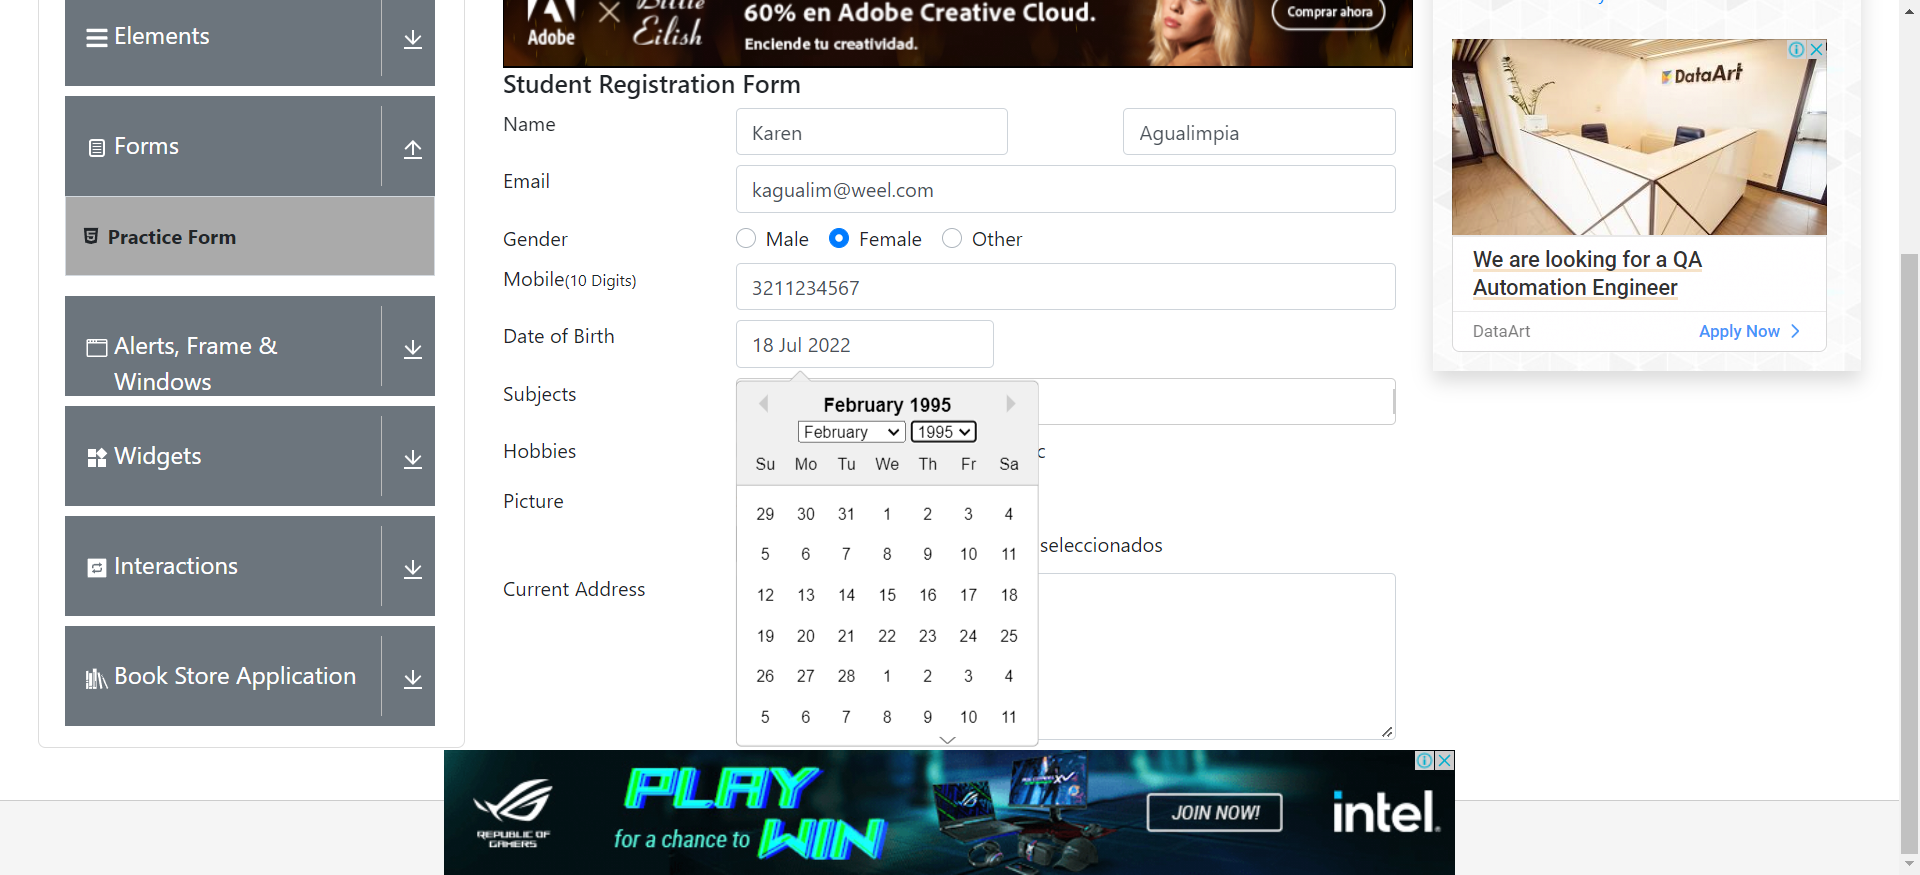 Elements
Forms
Practice Form
Alerts, Frame &
Windows
Widgets
Interactions
Book Store Application
Adobe
×
Billie
Eilish
60% en Adobe Creative Cloud.
Enciende tu creatividad.
Comprar ahora
Student Registration Form
Name
Karen
Agualimpia
Email
kagualim@weel.com
Gender
Male
Female
Other
Mobile(10 Digits)
3211234567
Date of Birth
18 Jul 2022
Subjects
February 1995
February
1995
Su Mo Tu We Th Fr Sa
29 30 31 1 2 3 4
5 6 7 8 9 10 11
12 13 14 15 16 17 18
19 20 21 22 23 24 25
26 27 28 1 2 3 4
5 6 7 8 9 10 11
Hobbies
c
Picture
seleccionados
Current Address
DataArt
We are looking for a QA
Automation Engineer
DataArt
Apply Now
REPUBLIC OF
GAMERS
PLAY
for a chance to WIN
JOIN NOW!
intel.